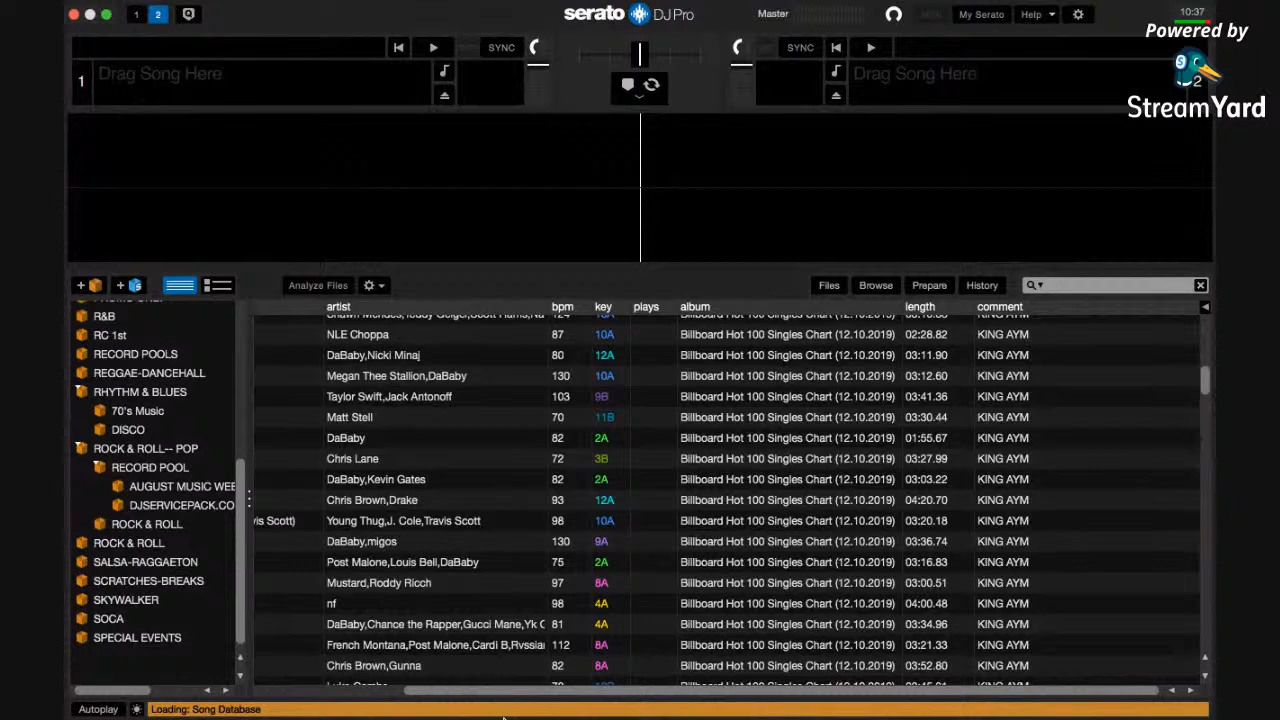 1 2 serato DJ Pro Master My Serato Help 10:37
Powered by
StreamYard
SYNC SYNC
1 Drag Song Here Drag Song Here 2
Analyze Files Files Browse Prepare History
artist bpm key plays album length comment
R&B
RC 1st
RECORD POOLS
REGGAE-DANCEHALL
RHYTHM & BLUES
70's Music
DISCO
ROCK & ROLL-- POP
RECORD POOL
AUGUST MUSIC WEE
DJSERVICEPACK.CO
ROCK & ROLL
ROCK & ROLL
SALSA-RAGGAETON
SCRATCHES-BREAKS
SKYWALKER
SOCA
SPECIAL EVENTS
NLE Choppa 87 10A Billboard Hot 100 Singles Chart (12.10.2019) 02:28.82 KING AYM
DaBaby,Nicki Minaj 80 12A Billboard Hot 100 Singles Chart (12.10.2019) 03:11.90 KING AYM
Megan Thee Stallion,DaBaby 130 10A Billboard Hot 100 Singles Chart (12.10.2019) 03:12.60 KING AYM
Taylor Swift,Jack Antonoff 103 9B Billboard Hot 100 Singles Chart (12.10.2019) 03:41.36 KING AYM
Matt Stell 70 11B Billboard Hot 100 Singles Chart (12.10.2019) 03:30.44 KING AYM
DaBaby 82 2A Billboard Hot 100 Singles Chart (12.10.2019) 01:55.67 KING AYM
Chris Lane 72 3B Billboard Hot 100 Singles Chart (12.10.2019) 03:27.99 KING AYM
DaBaby,Kevin Gates 82 2A Billboard Hot 100 Singles Chart (12.10.2019) 03:03.22 KING AYM
Chris Brown,Drake 93 12A Billboard Hot 100 Singles Chart (12.10.2019) 04:20.70 KING AYM
vis Scott) Young Thug,J. Cole,Travis Scott 98 10A Billboard Hot 100 Singles Chart (12.10.2019) 03:20.18 KING AYM
DaBaby,migos 130 9A Billboard Hot 100 Singles Chart (12.10.2019) 03:36.74 KING AYM
Post Malone,Louis Bell,DaBaby 75 2A Billboard Hot 100 Singles Chart (12.10.2019) 03:16.83 KING AYM
Mustard,Roddy Ricch 97 8A Billboard Hot 100 Singles Chart (12.10.2019) 03:00.51 KING AYM
nf 98 4A Billboard Hot 100 Singles Chart (12.10.2019) 04:00.48 KING AYM
DaBaby,Chance the Rapper,Gucci Mane,Yk 81 4A Billboard Hot 100 Singles Chart (12.10.2019) 03:34.96 KING AYM
French Montana,Post Malone,Cardi B,Rvssian 112 8A Billboard Hot 100 Singles Chart (12.10.2019) 03:21.33 KING AYM
Chris Brown,Gunna 82 8A Billboard Hot 100 Singles Chart (12.10.2019) 03:52.80 KING AYM
Autoplay Loading: Song Database